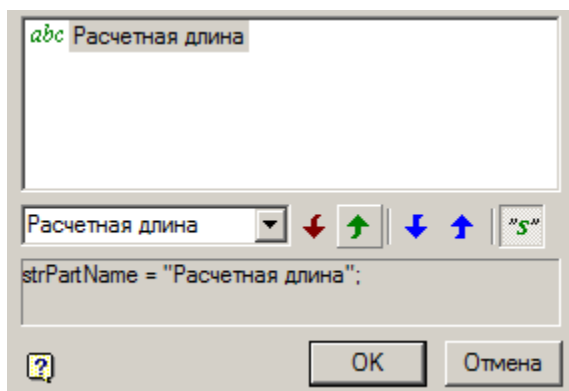 abc Расчетная длина
Расчетная длина
"S"
strPartName = "Расчетная длина";
?
OK
Отмена